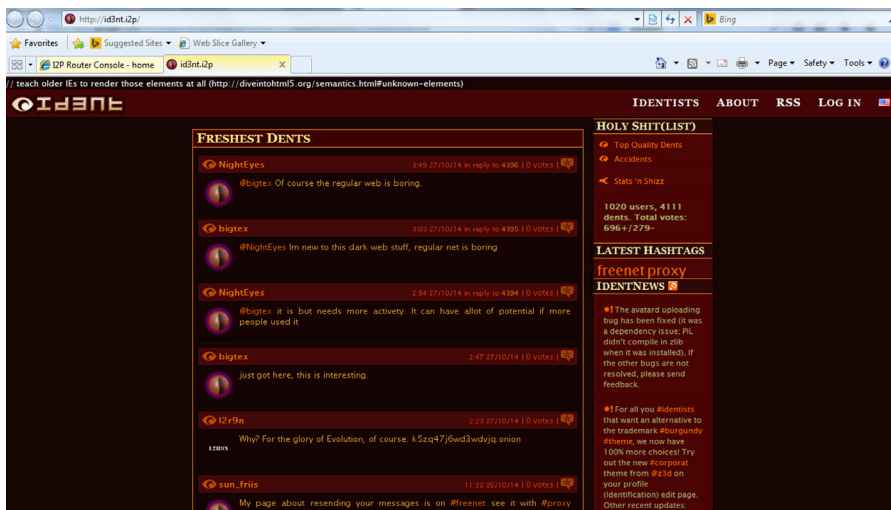 http://id3nt.i2p/
Bing
Favorites
Suggested Sites
Web Slice Gallery
I2P Router Console - home
id3nt.i2p
x
Page
Safety
Tools
// teach older IEs to render those elements at all (http://diveintohtml5.org/semantics.html#unknown-elements)
Id3nt
Identists
About
RSS
Log in
Freshest Dents
NightEyes
3:49 27/10/14 in reply to 4396 | 0 votes |
@bigtex Of course the regular web is boring.
bigtex
3:03 27/10/14 in reply to 4395 | 0 votes |
@NightEyes Im new to this dark web stuff, regular net is boring
NightEyes
2:54 27/10/14 in reply to 4394 | 0 votes |
@bigtex it is but needs more activety. It can have allot of potential if more
people used it
bigtex
2:47 27/10/14 | 0 votes |
just got here, this is interesting.
l2r9n
2:23 27/10/14 | 0 votes |
12R9N
Why? For the glory of Evolution, of course. k5zq47j6wd3wdvjq.onion
sun_friis
11:22 26/10/14 | 0 votes |
My page about resending your messages is on #freenet see it with #proxy
Holy Shit(list)
Top Quality Dents
Accidents
Stats 'n Shizz
1020 users, 4111
dents. Total votes:
696+/279-
Latest Hashtags
freenet proxy
identNews
! The avatard uploading
bug has been fixed (it was
a dependency issue; PIL
didn't compile in zlib
when it was installed). If
the other bugs are not
resolved, please send
feedback.
! For all you #identists
that want an alternative to
the trademark #burgundy
#theme, we now have
100% more choices! Try
out the new #corporat
theme from @z3d on
your profile
(Identification) edit page.
Other recent updates: